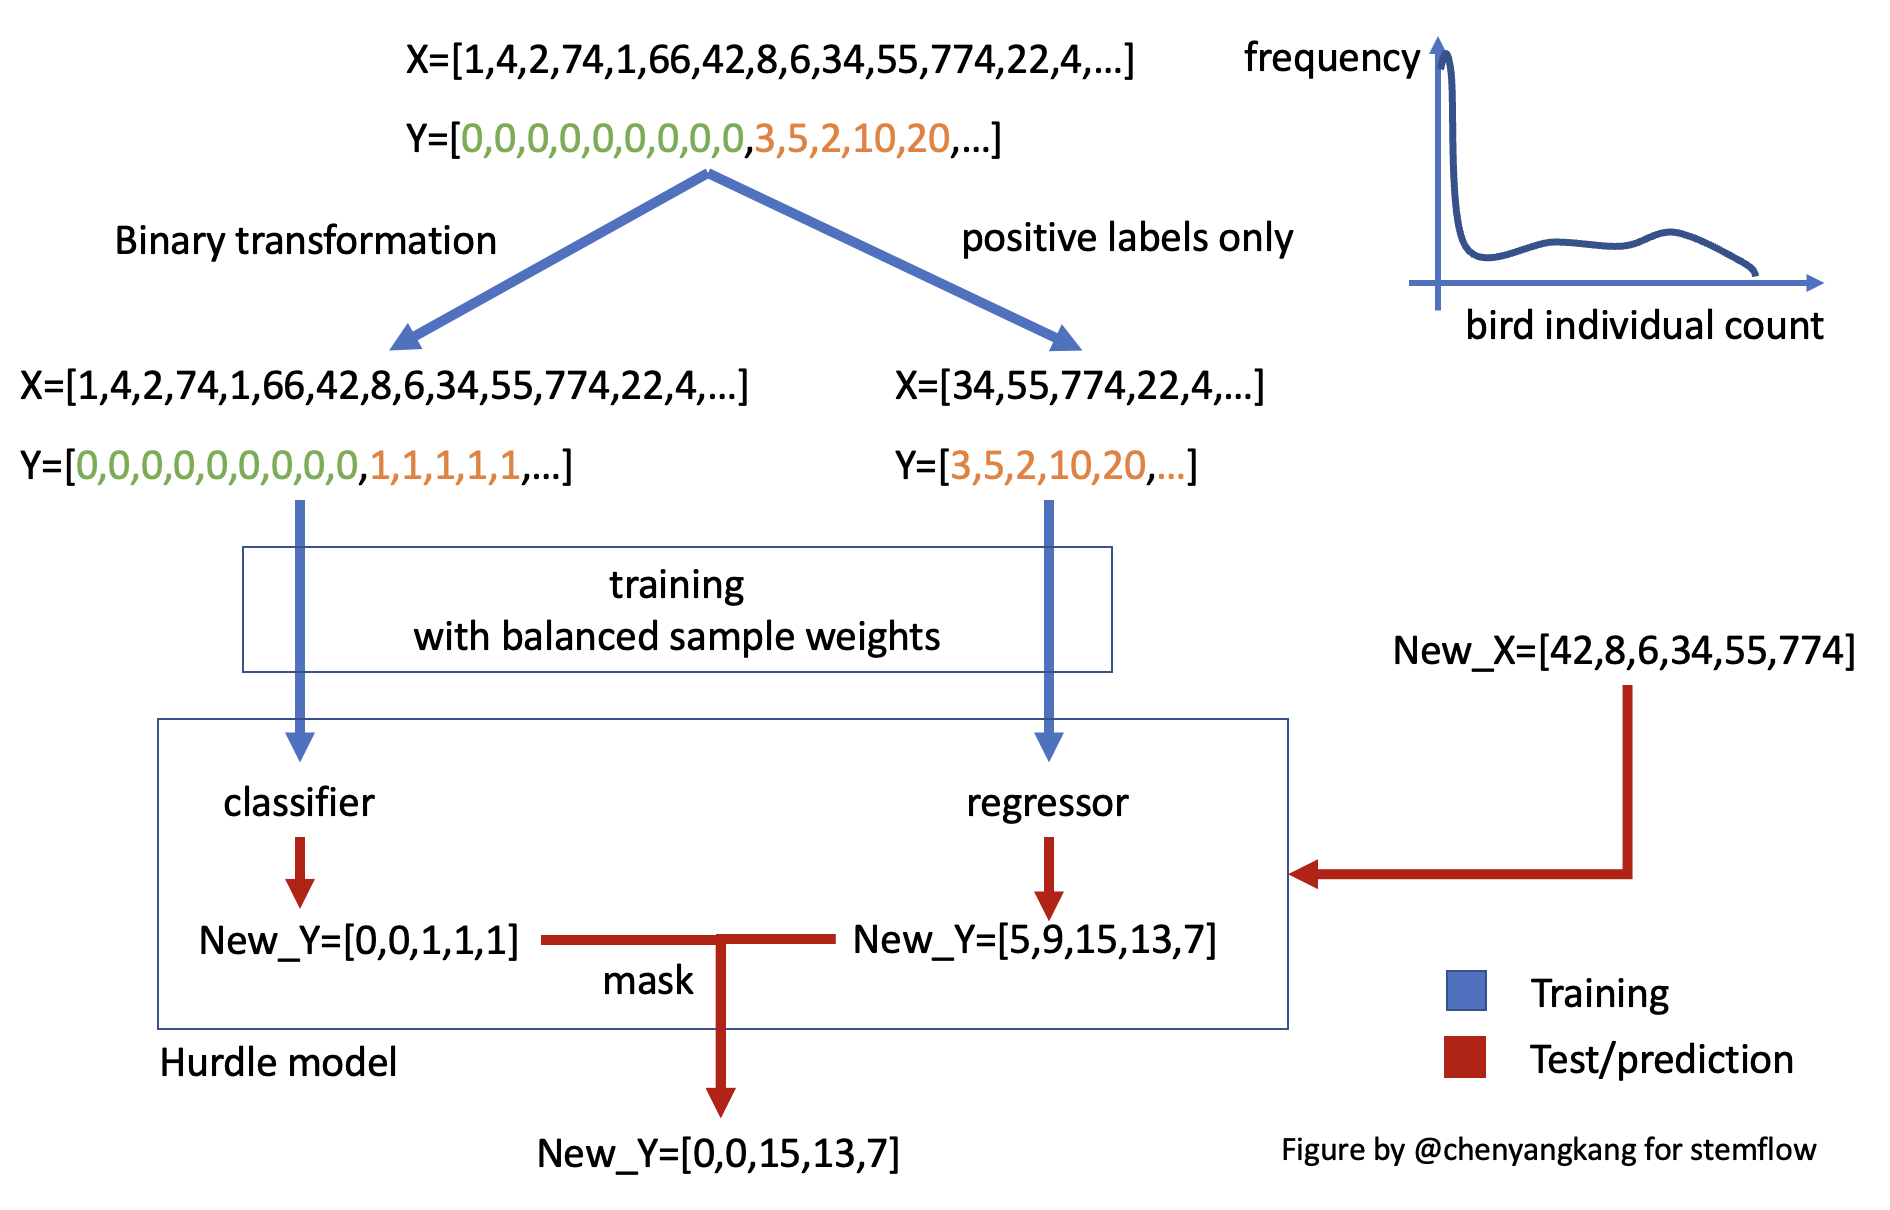 X=[1,4,2,74,1,66,42,8,6,34,55,774,22,4,...]
Y=[0,0,0,0,0,0,0,0,0,3,5,2,10,20,...]
frequency
bird individual count
Binary transformation
positive labels only
X=[1,4,2,74,1,66,42,8,6,34,55,774,22,4,...]
Y=[0,0,0,0,0,0,0,0,0,1,1,1,1,1,...]
X=[34,55,774,22,4,...]
Y=[3,5,2,10,20,...]
training
with balanced sample weights
New_X=[42,8,6,34,55,774]
classifier
regressor
New_Y=[0,0,1,1,1]
mask
New_Y=[5,9,15,13,7]
Hurdle model
New_Y=[0,0,15,13,7]
Training
Test/prediction
Figure by @chenyangkang for stemflow